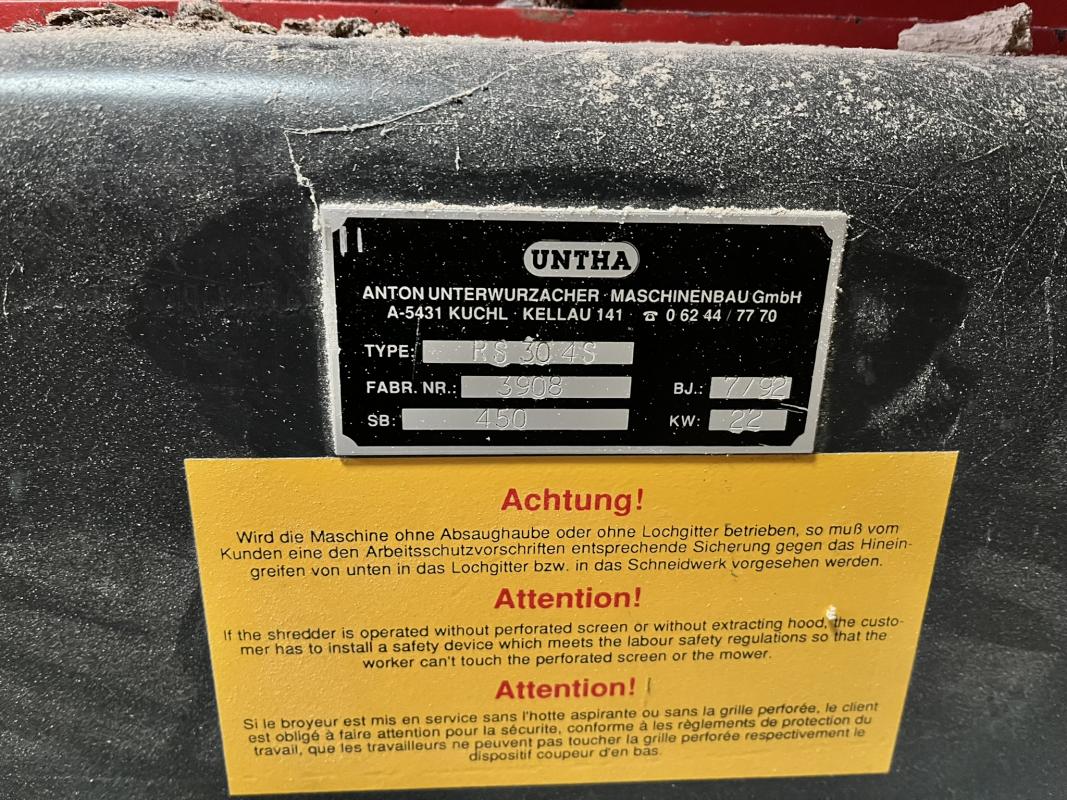 UNTHA
ANTON UNTERWURZACHER · MASCHINENBAU GmbH
A-5431 KUCHL · KELLAU 141 ☎ 0 62 44 / 77 70
TYPE: RS 30 4S
FABR. NR.: 3908 BJ.: 7/92
SB: 450 KW: 22
Achtung!
Wird die Maschine ohne Absaughaube oder ohne Lochgitter betrieben, so muß vom
Kunden eine den Arbeitsschutzvorschriften entsprechende Sicherung gegen das Hinein-
greifen von unten in das Lochgitter bzw. in das Schneidwerk vorgesehen werden.
Attention!
If the shredder is operated without perforated screen or without extracting hood, the custo-
mer has to install a safety device which meets the labour safety regulations so that the
worker can't touch the perforated screen or the mower.
Attention!
Si le broyeur est mis en service sans l'hotte aspirante ou sans la grille perforée, le client
est obligé à faire attention pour la sécurite, conforme à les règlements de protection du
travail, que les travailleurs ne peuvent pas toucher la grille perforée respectivement le
dispositif coupeur d'en bas.